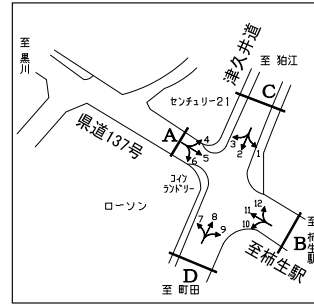 至
黒
川
津久井道
至 狛江
センチュリー21
C
県道137号
A
4
5
6
3
2
1
コイン
ランドリー
ローソン
7
8
9
12
11
10
B
至
柿
生
駅
至柿生駅
D
至 町田